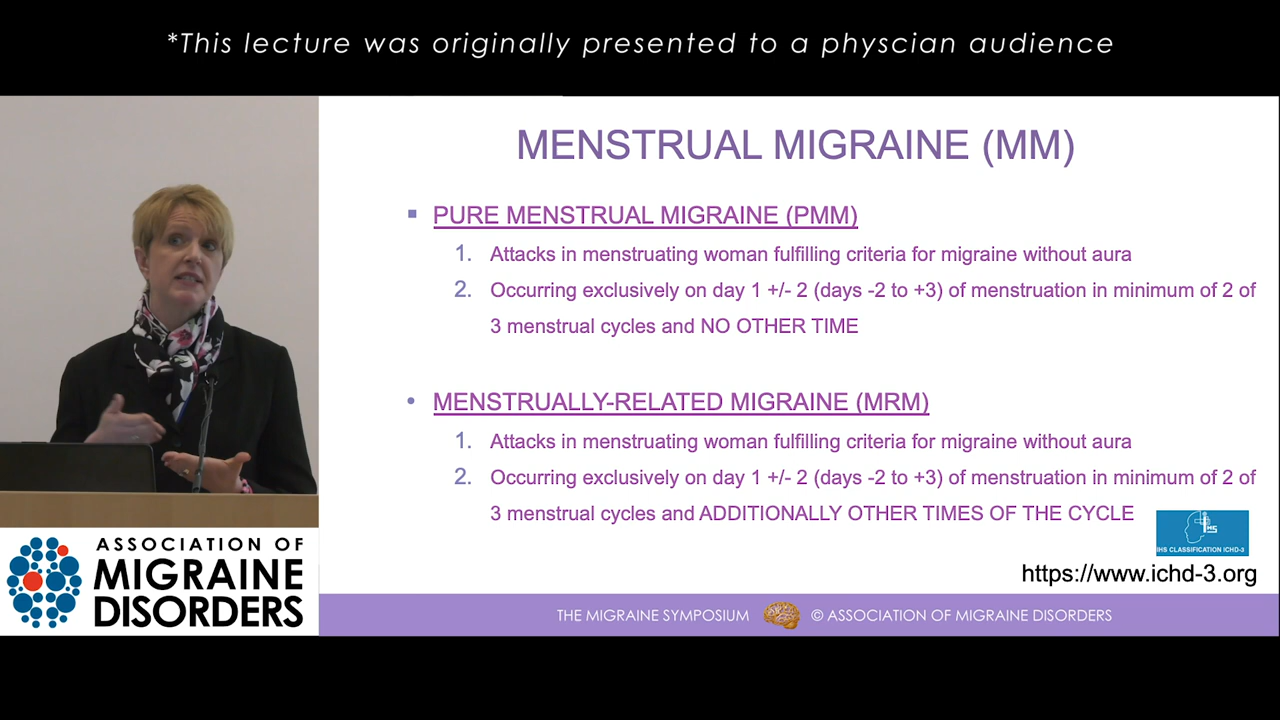 *This lecture was originally presented to a physcian audience
MENSTRUAL MIGRAINE (MM)
▪ PURE MENSTRUAL MIGRAINE (PMM)
1. Attacks in menstruating woman fulfilling criteria for migraine without aura
2. Occurring exclusively on day 1 +/- 2 (days -2 to +3) of menstruation in minimum of 2 of
3 menstrual cycles and NO OTHER TIME
• MENSTRUALLY-RELATED MIGRAINE (MRM)
1. Attacks in menstruating woman fulfilling criteria for migraine without aura
2. Occurring exclusively on day 1 +/- 2 (days -2 to +3) of menstruation in minimum of 2 of
3 menstrual cycles and ADDITIONALLY OTHER TIMES OF THE CYCLE
IHS
IHS CLASSIFICATION ICHD-3
https://www.ichd-3.org
ASSOCIATION OF
MIGRAINE
DISORDERS
THE MIGRAINE SYMPOSIUM © ASSOCIATION OF MIGRAINE DISORDERS